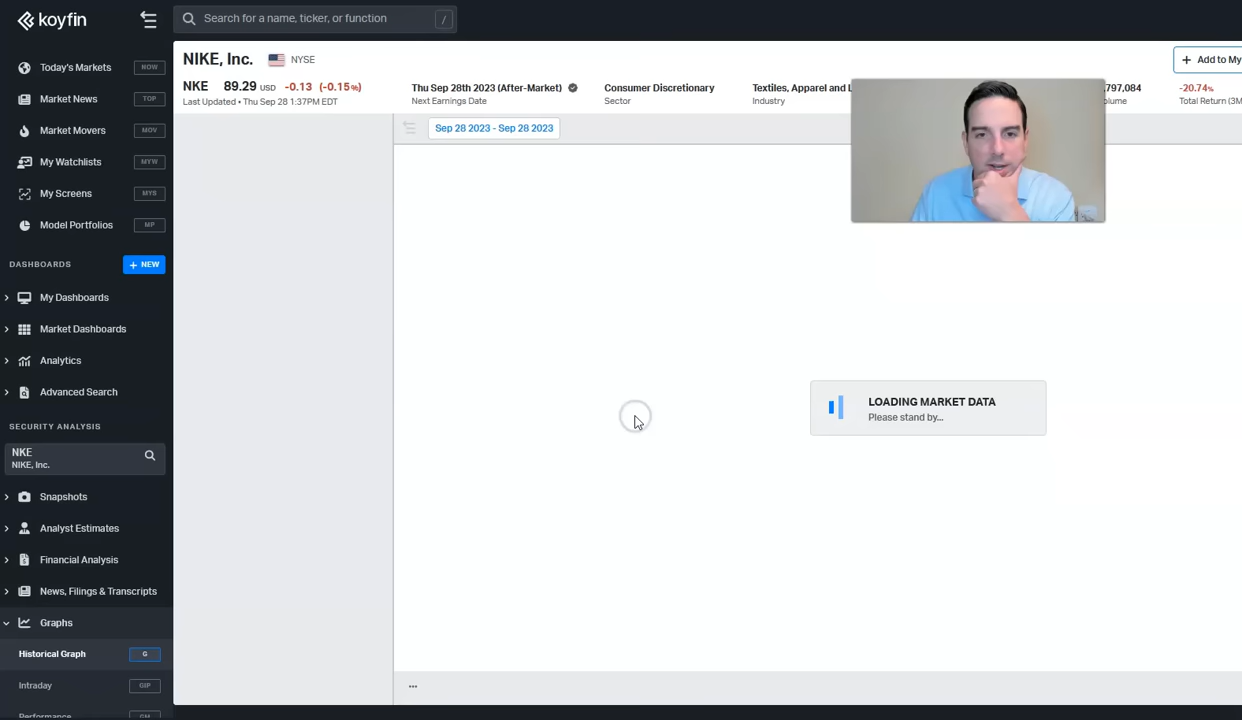 koyfin
Search for a name, ticker, or function
/
Today's Markets
NOW
Market News
TOP
Market Movers
MOV
My Watchlists
MYW
My Screens
MYS
Model Portfolios
MP
DASHBOARDS
+ NEW
My Dashboards
Market Dashboards
Analytics
Advanced Search
SECURITY ANALYSIS
NKE
NIKE, Inc.
Snapshots
Analyst Estimates
Financial Analysis
News, Filings & Transcripts
Graphs
Historical Graph
G
Intraday
GIP
Performance
GM
NIKE, Inc.
NYSE
+ Add to My
NKE 89.29 USD -0.13 (-0.15%)
Last Updated • Thu Sep 28 1:37PM EDT
Thu Sep 28th 2023 (After-Market)
Next Earnings Date
Consumer Discretionary
Sector
Textiles, Apparel and L
Industry
,797,084
olume
-20.74%
Total Return (3M
Sep 28 2023 - Sep 28 2023
LOADING MARKET DATA
Please stand by...
...